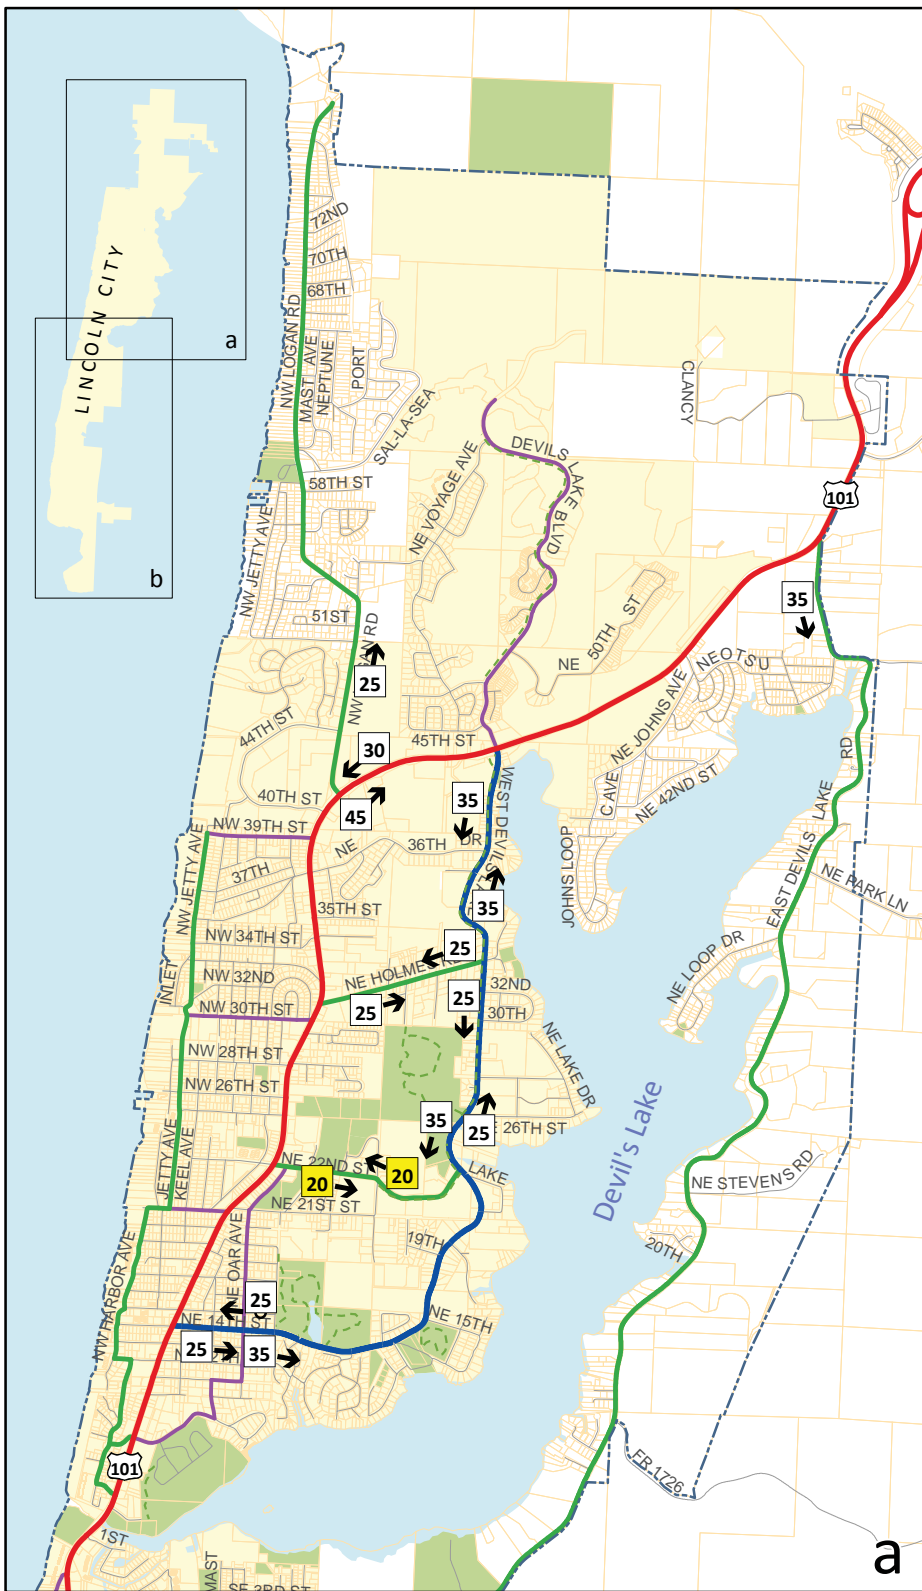 LINCOLN CITY
a
b
72ND
70TH
68TH
NW LOGAN RD
MAST AVE
NEPTUNE
PORT
SAL-LA-SEA
58TH ST
NW JETTY AVE
NE VOYAGE AVE
DEVILS LAKE BLVD
CLANCY
101
51ST
25
NE 50TH ST
35
NE OTSU
NE JOHNS AVE
44TH ST
45TH ST
30
40TH ST
45
35
C AVE
NE 42ND ST
WEST DEVILS
EAST DEVILS LAKE RD
NW 39TH ST
NE 36TH DR
JOHNS LOOP
37TH
NW JETTY AVE
35TH ST
35
NE PARK LN
NW 34TH ST
25
NE LOOP DR
INLET
NW 32ND
NE HOLMES RD
32ND
25
25
NW 30TH ST
30TH
NE LAKE DR
NW 28TH ST
NW 26TH ST
35
25
26TH ST
Devil's Lake
JETTY AVE
KEEL AVE
NE 22ND ST
20
20
LAKE
NE STEVENS RD
NE 21ST ST
19TH
20TH
NW HARBOR AVE
NE OAR AVE
25
NE 14TH ST
NE 15TH
25
35
101
FR 1726
1ST
MAST
SE 3RD ST
a